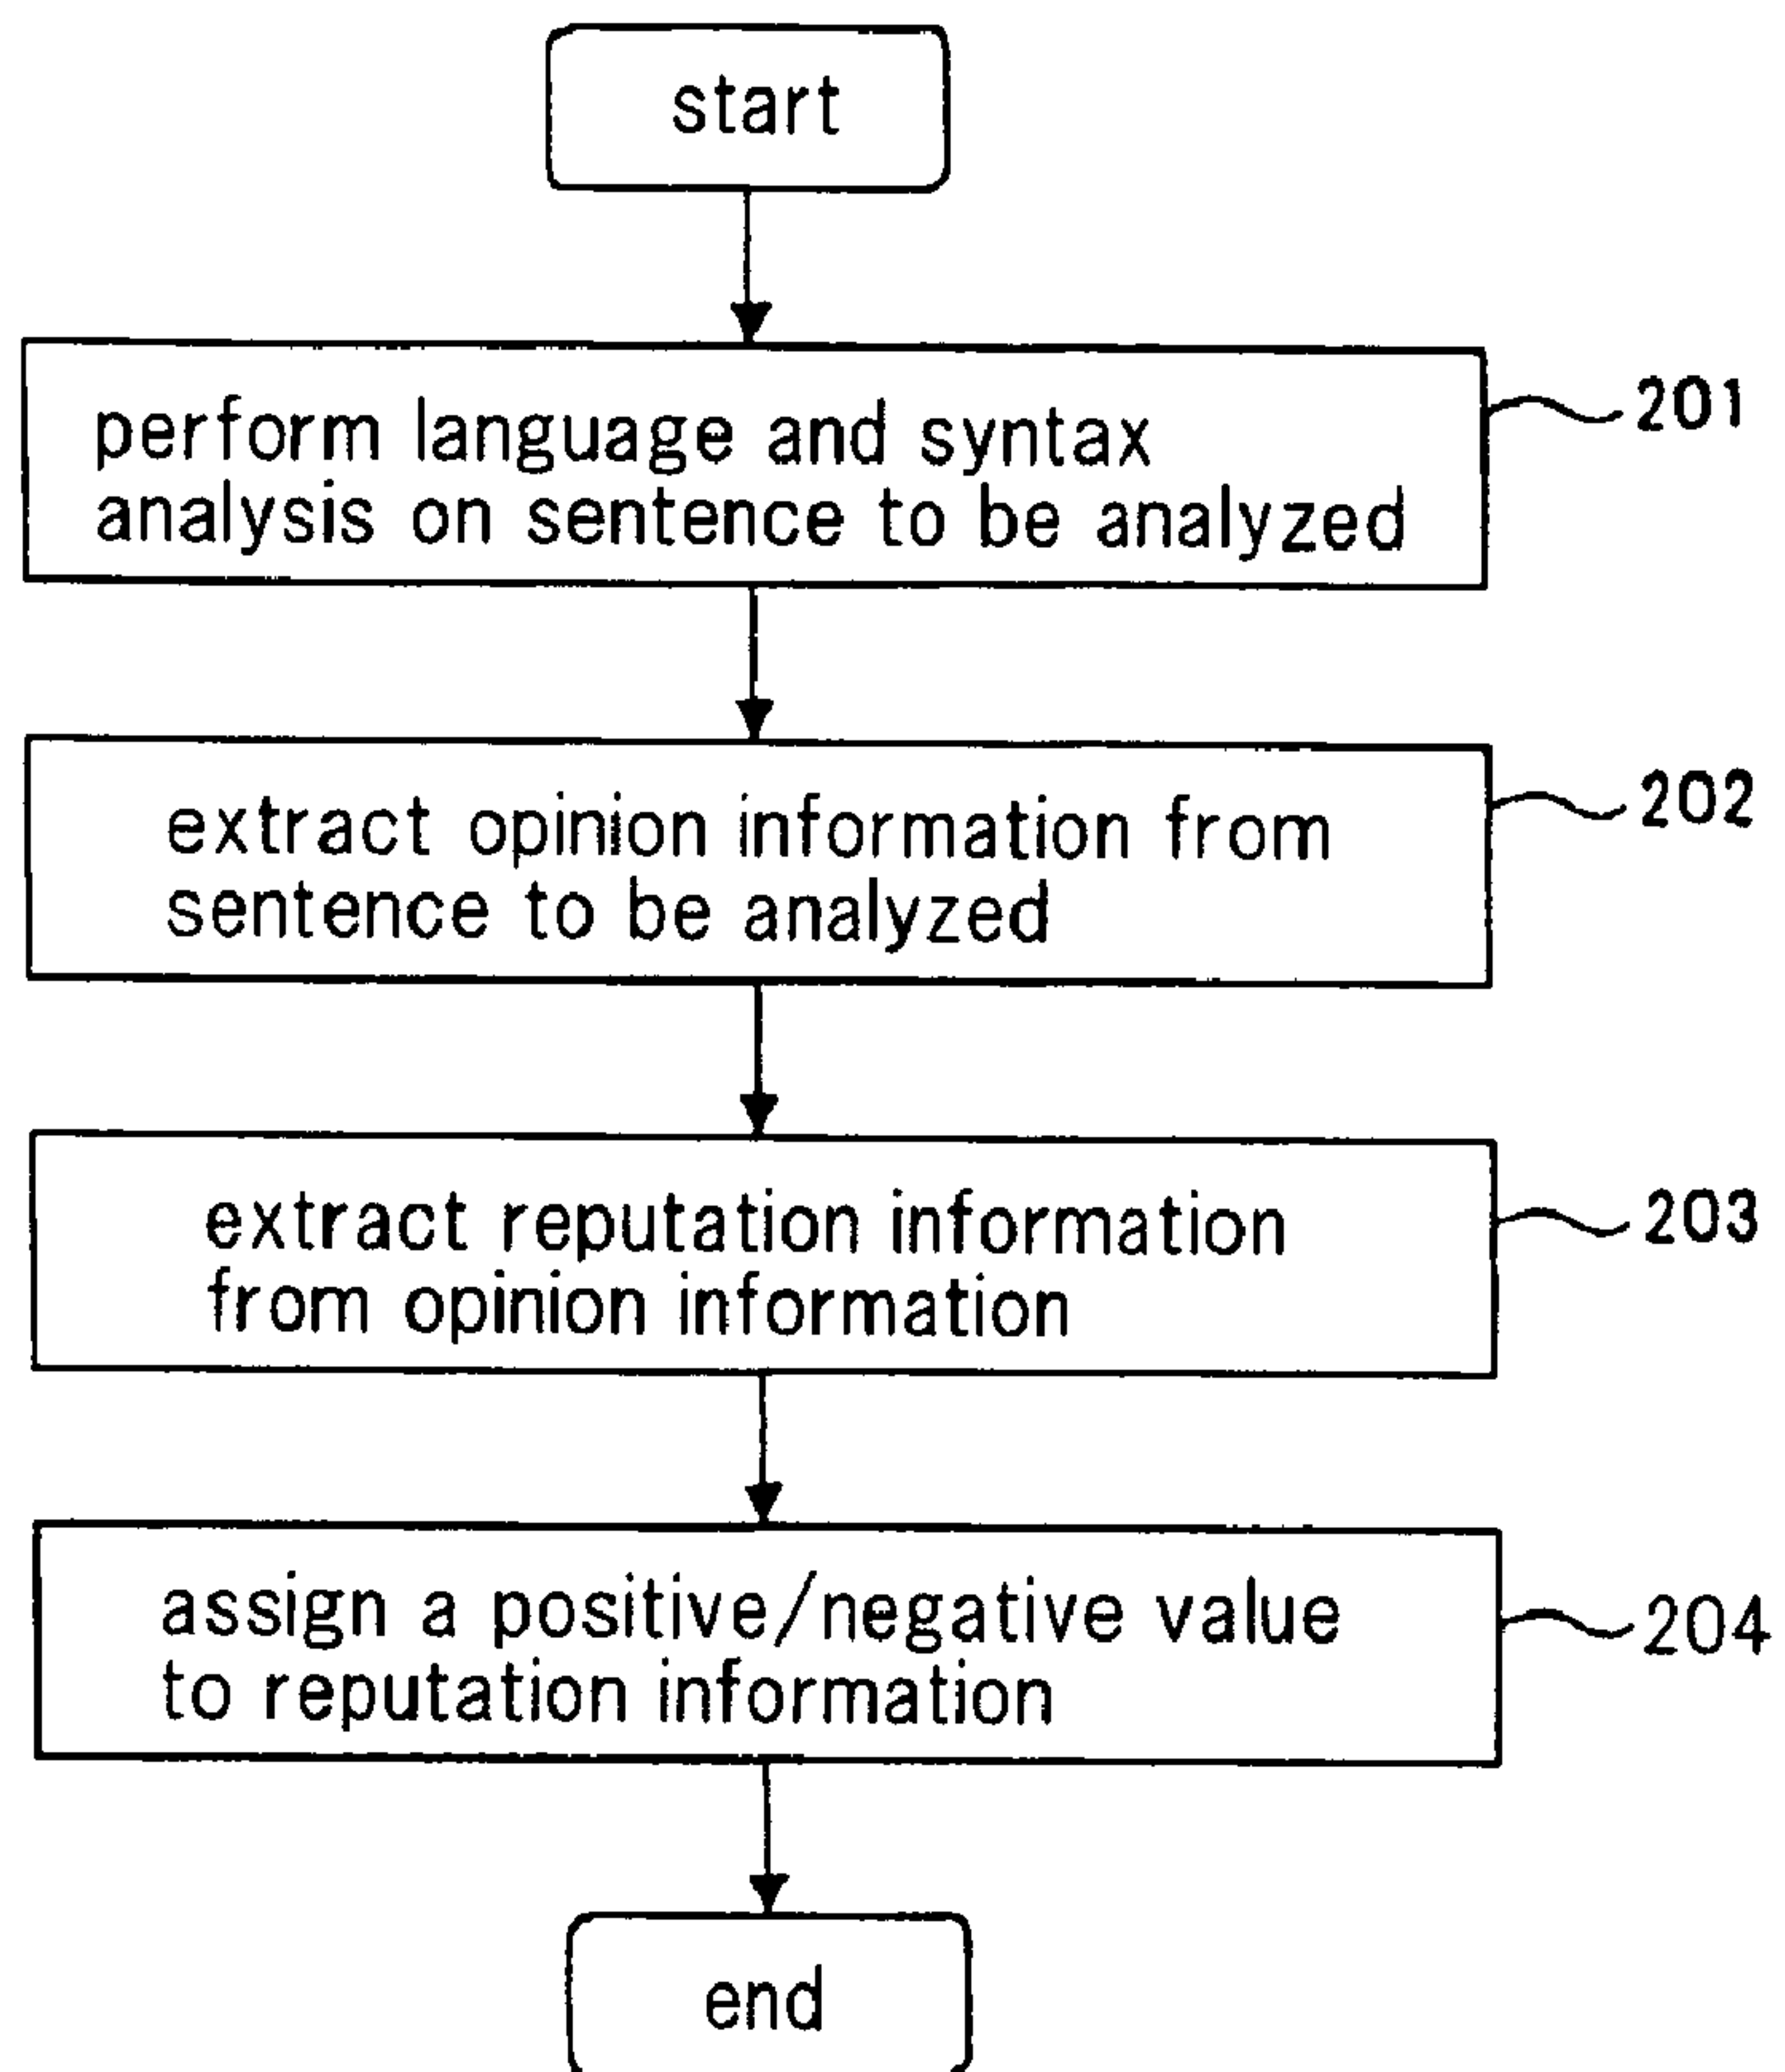 start
perform language and syntax
analysis on sentence to be analyzed
201
extract opinion information from
sentence to be analyzed
202
extract reputation information
from opinion information
203
assign a positive/negative value
to reputation information
204
end